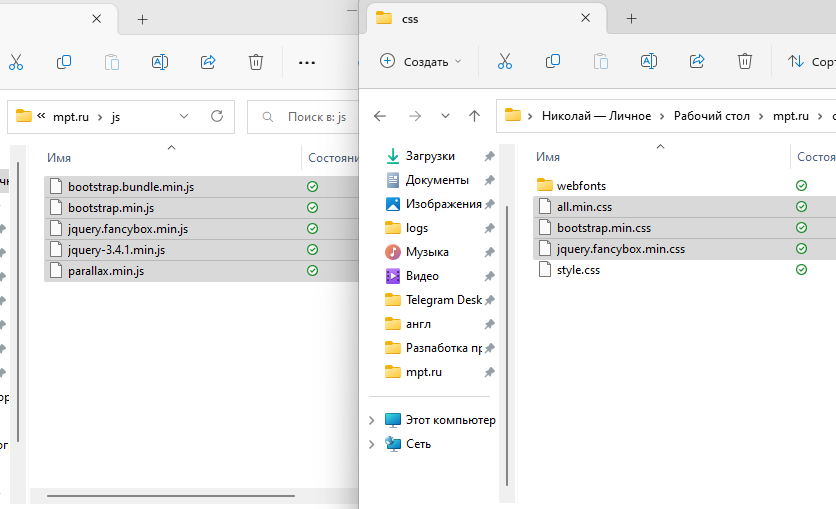 mpt.ru
js
Поиск в: js
Имя
Состояни
bootstrap.bundle.min.js
bootstrap.min.js
jquery.fancybox.min.js
jquery-3.4.1.min.js
parallax.min.js
css
Создать
Сорт
Николай — Личное
Рабочий стол
mpt.ru
Загрузки
Документы
Изображения
logs
Музыка
Видео
Telegram Desk
англ
Разпаботка пр
mpt.ru
Этот компьютер
Сеть
Имя
Состоя
webfonts
all.min.css
bootstrap.min.css
jquery.fancybox.min.css
style.css